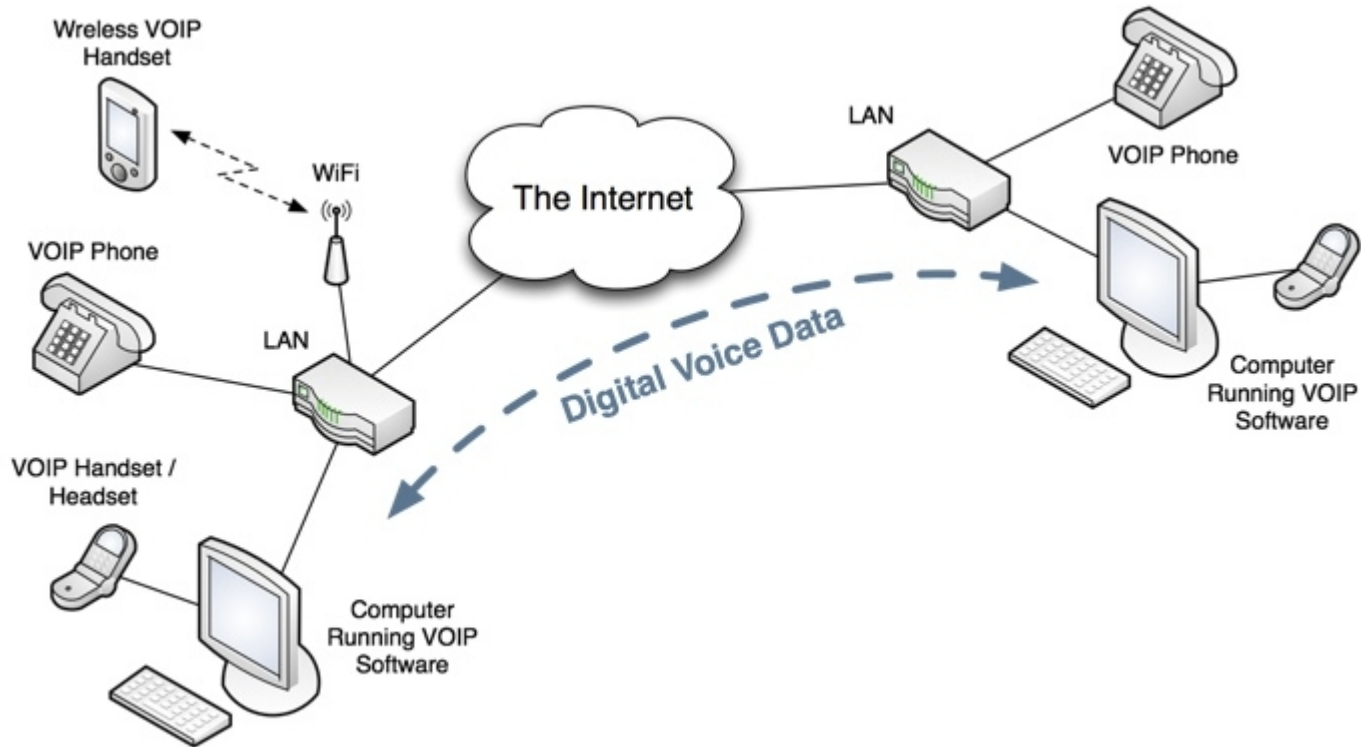 Wreless VOIP
Handset
WiFi
VOIP Phone
LAN
VOIP Handset /
Headset
Computer
Running VOIP
Software
The Internet
Digital Voice Data
LAN
VOIP Phone
Computer
Running VOIP
Software